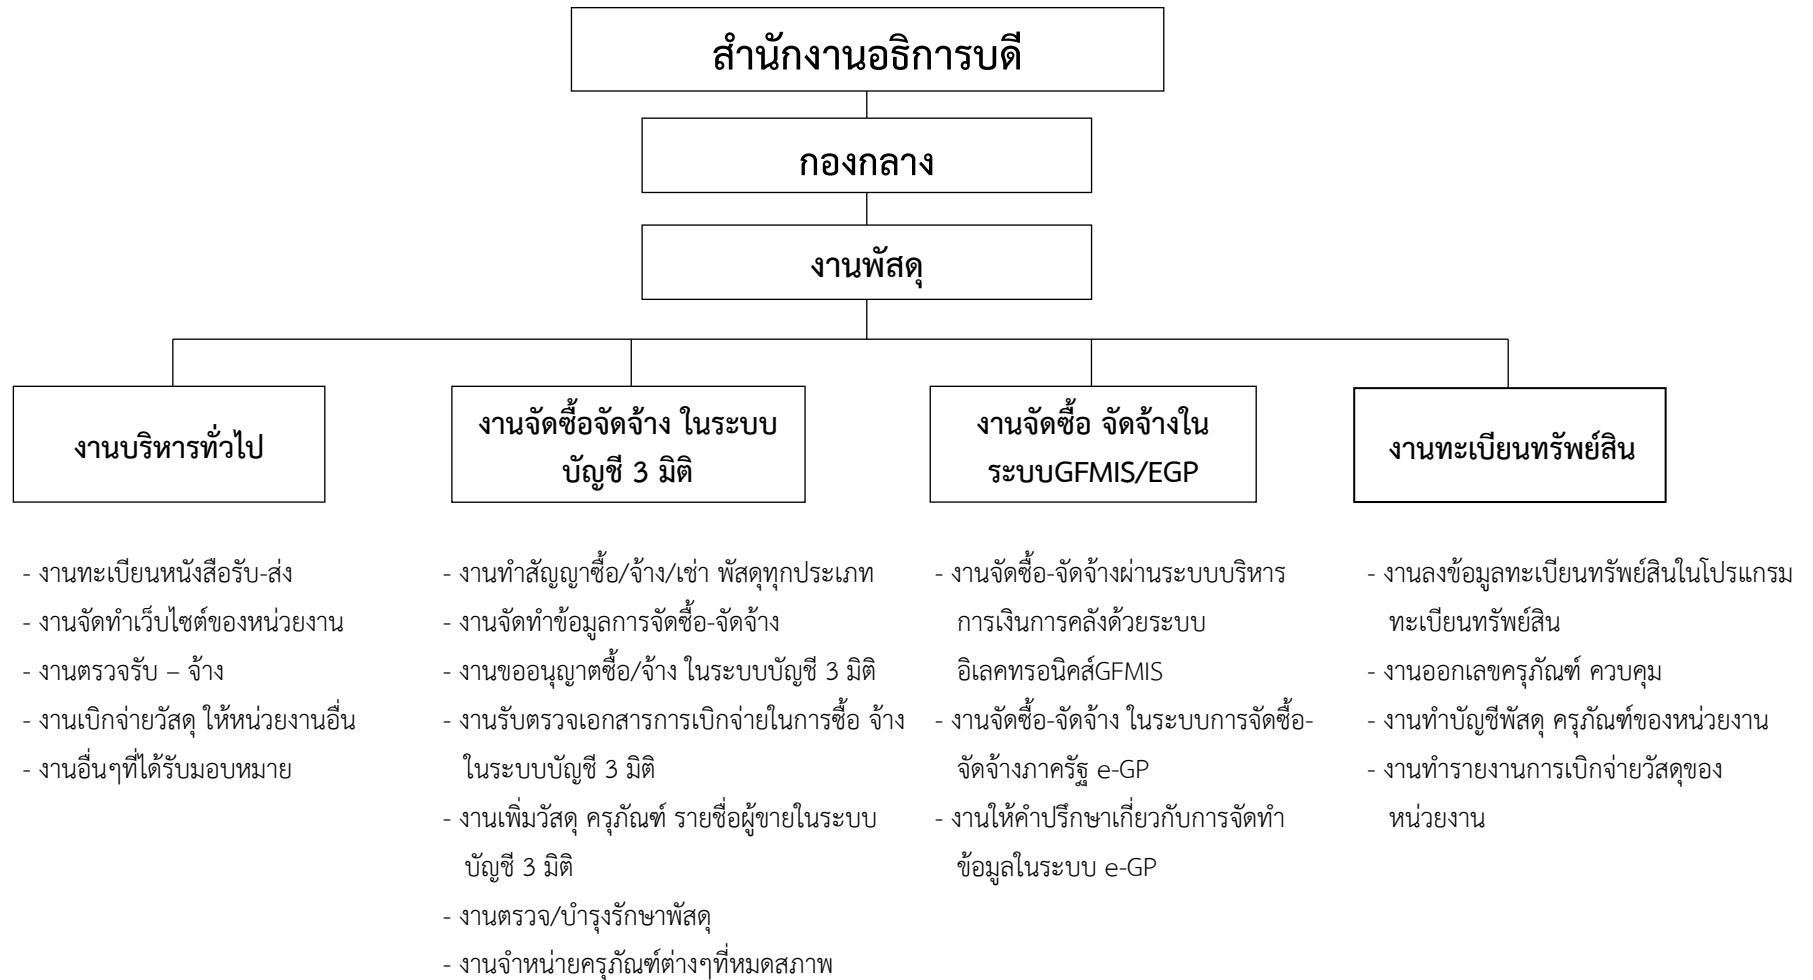 สำนักงานอธิการบดี
กองกลาง
งานพัสดุ
งานบริหารทั่วไป
งานจัดซื้อจัดจ้าง ในระบบ
บัญชี 3 มิติ
งานจัดซื้อ จัดจ้างใน
ระบบGFMIS/EGP
งานทะเบียนทรัพย์สิน
- งานทะเบียนหนังสือรับ-ส่ง
- งานจัดทำเว็บไซต์ของหน่วยงาน
- งานตรวจรับ – จ้าง
- งานเบิกจ่ายวัสดุ ให้หน่วยงานอื่น
- งานอื่นๆที่ได้รับมอบหมาย
- งานทำสัญญาซื้อ/จ้าง/เช่า พัสดุทุกประเภท
- งานจัดทำข้อมูลการจัดซื้อ-จัดจ้าง
- งานขออนุญาตซื้อ/จ้าง ในระบบบัญชี 3 มิติ
- งานรับตรวจเอกสารการเบิกจ่ายในการซื้อ จ้าง
ในระบบบัญชี 3 มิติ
- งานเพิ่มวัสดุ ครุภัณฑ์ รายชื่อผู้ขายในระบบ
บัญชี 3 มิติ
- งานตรวจ/บำรุงรักษาพัสดุ
- งานจำหน่ายครุภัณฑ์ต่างๆที่หมดสภาพ
- งานจัดซื้อ-จัดจ้างผ่านระบบบริหาร
การเงินการคลังด้วยระบบ
อิเลคทรอนิคส์GFMIS
- งานจัดซื้อ-จัดจ้าง ในระบบการจัดซื้อ-
จัดจ้างภาครัฐ e-GP
- งานให้คำปรึกษาเกี่ยวกับการจัดทำ
ข้อมูลในระบบ e-GP
- งานลงข้อมูลทะเบียนทรัพย์สินในโปรแกรม
ทะเบียนทรัพย์สิน
- งานออกเลขครุภัณฑ์ ควบคุม
- งานทำบัญชีพัสดุ ครุภัณฑ์ของหน่วยงาน
- งานทำรายงานการเบิกจ่ายวัสดุของ
หน่วยงาน